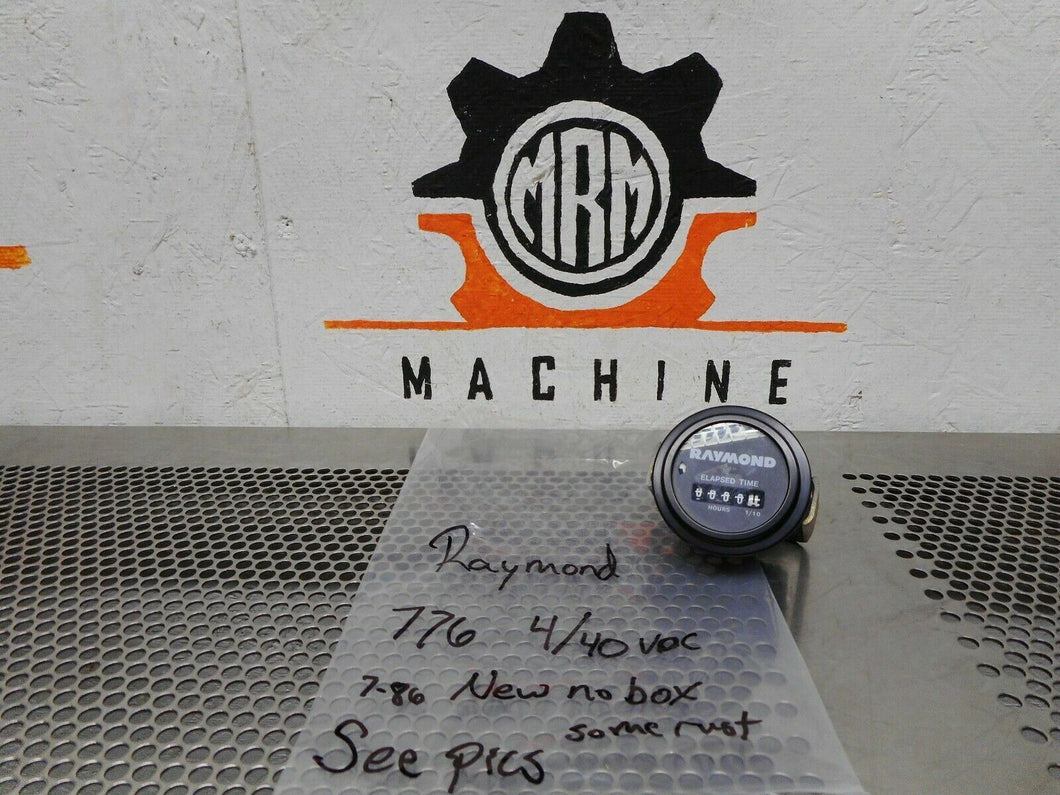 MRM
MACHINE
RAYMOND
ELAPSED TIME
0000
HOURS 1/10
Raymond
776 4/40 VDC
7-86 New no box
some rust
See pics